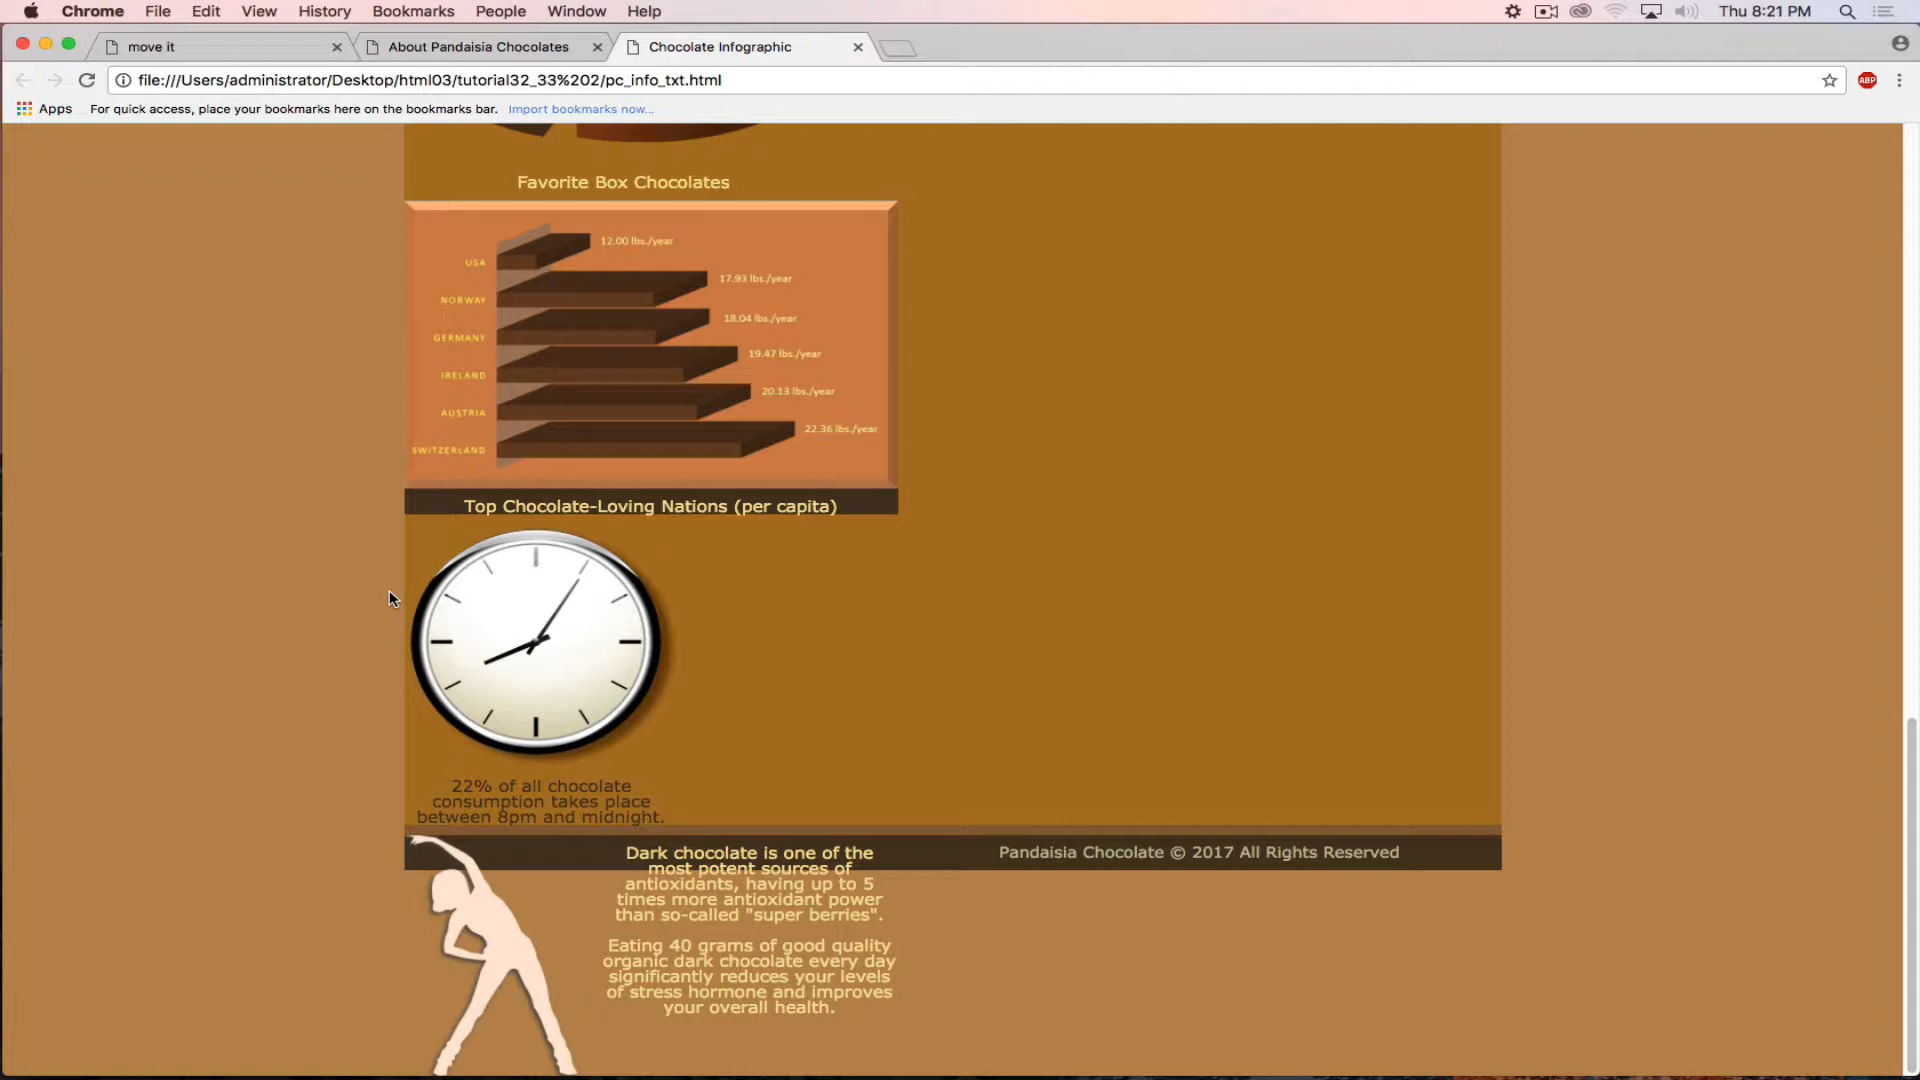 Chrome File Edit View History Bookmarks People Window Help Thu 8:21 PM
move it About Pandaisia Chocolates Chocolate Infographic
file:///Users/administrator/Desktop/html03/tutorial32_33%202/pc_info_txt.html ABP
Apps For quick access, place your bookmarks here on the bookmarks bar. Import bookmarks now...
Favorite Box Chocolates
12.00 lbs./year
USA
17.93 lbs./year
NORWAY
18.04 lbs./year
GERMANY
19.47 lbs./year
IRELAND
20.13 lbs./year
AUSTRIA
22.36 lbs./year
SWITZERLAND
Top Chocolate-Loving Nations (per capita)
22% of all chocolate
consumption takes place
between 8pm and midnight.
Dark chocolate is one of the
most potent sources of
antioxidants, having up to 5
times more antioxidant power
than so-called "super berries".
Eating 40 grams of good quality
organic dark chocolate every day
significantly reduces your levels
of stress hormone and improves
your overall health.
Pandaisia Chocolate © 2017 All Rights Reserved